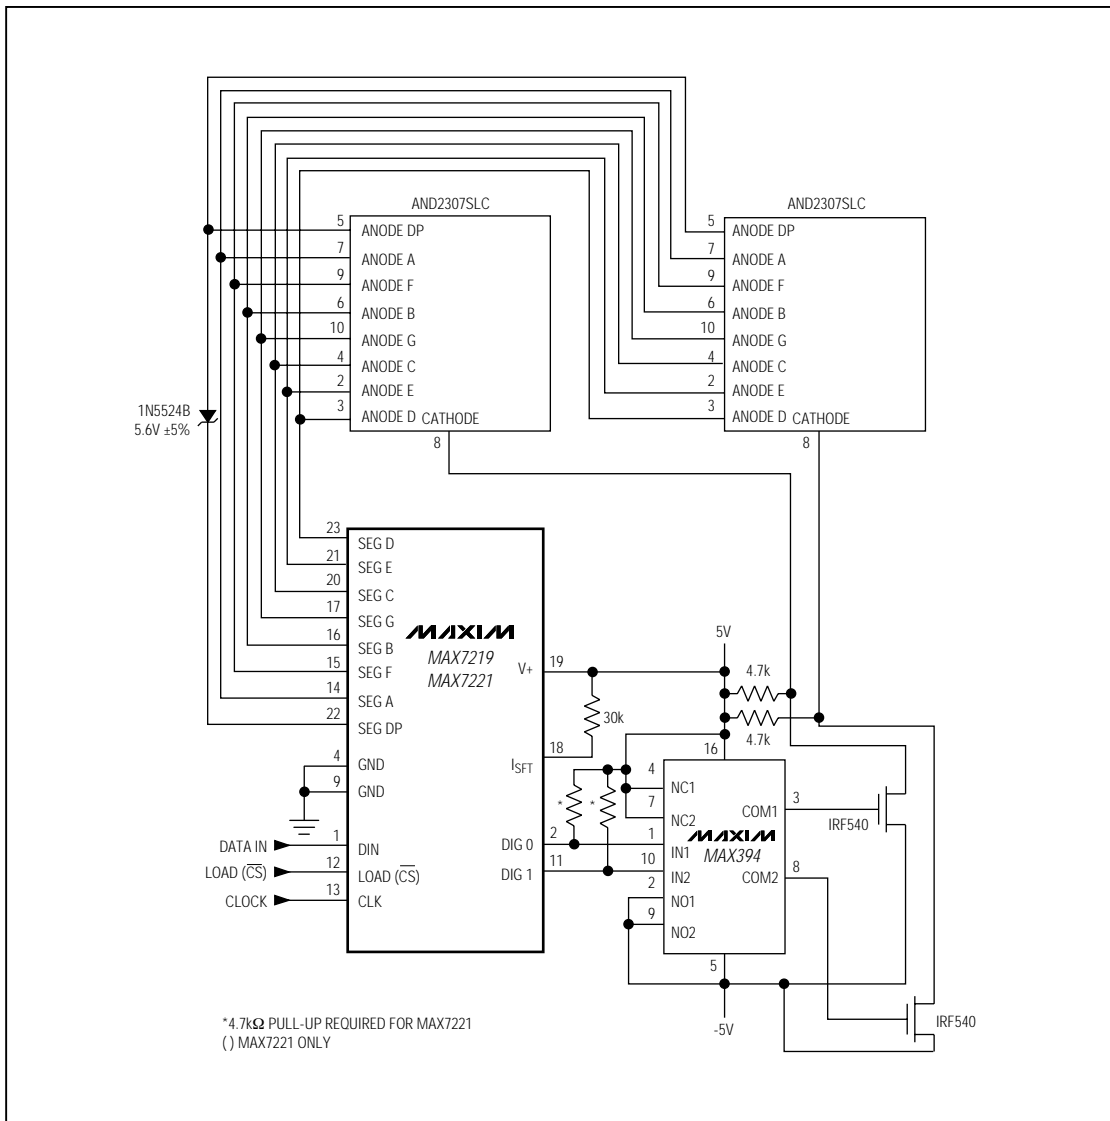 AND2307SLC
AND2307SLC
5
ANODE DP
7
ANODE A
9
ANODE F
6
ANODE B
10
ANODE G
4
ANODE C
2
ANODE E
3
ANODE D CATHODE
8
5
ANODE DP
7
ANODE A
9
ANODE F
6
ANODE B
10
ANODE G
4
ANODE C
2
ANODE E
3
ANODE D CATHODE
8
1N5524B
5.6V ±5%
23
SEG D
21
SEG E
20
SEG C
17
SEG G
16
SEG B
15
SEG F
14
SEG A
22
SEG DP
4
GND
9
GND
DATA IN
1
DIN
LOAD (CS)
12
LOAD (CS)
CLOCK
13
CLK
MAXIM
MAX7219
MAX7221
V+
19
30k
18
ISFT
DIG 0
2
DIG 1
11
*
*
5V
4.7k
4.7k
16
4
NC1
7
NC2
1
IN1
10
IN2
2
NO1
9
NO2
MAXIM
MAX394
COM1
3
COM2
8
5
-5V
IRF540
IRF540
*4.7kΩ PULL-UP REQUIRED FOR MAX7221
( ) MAX7221 ONLY